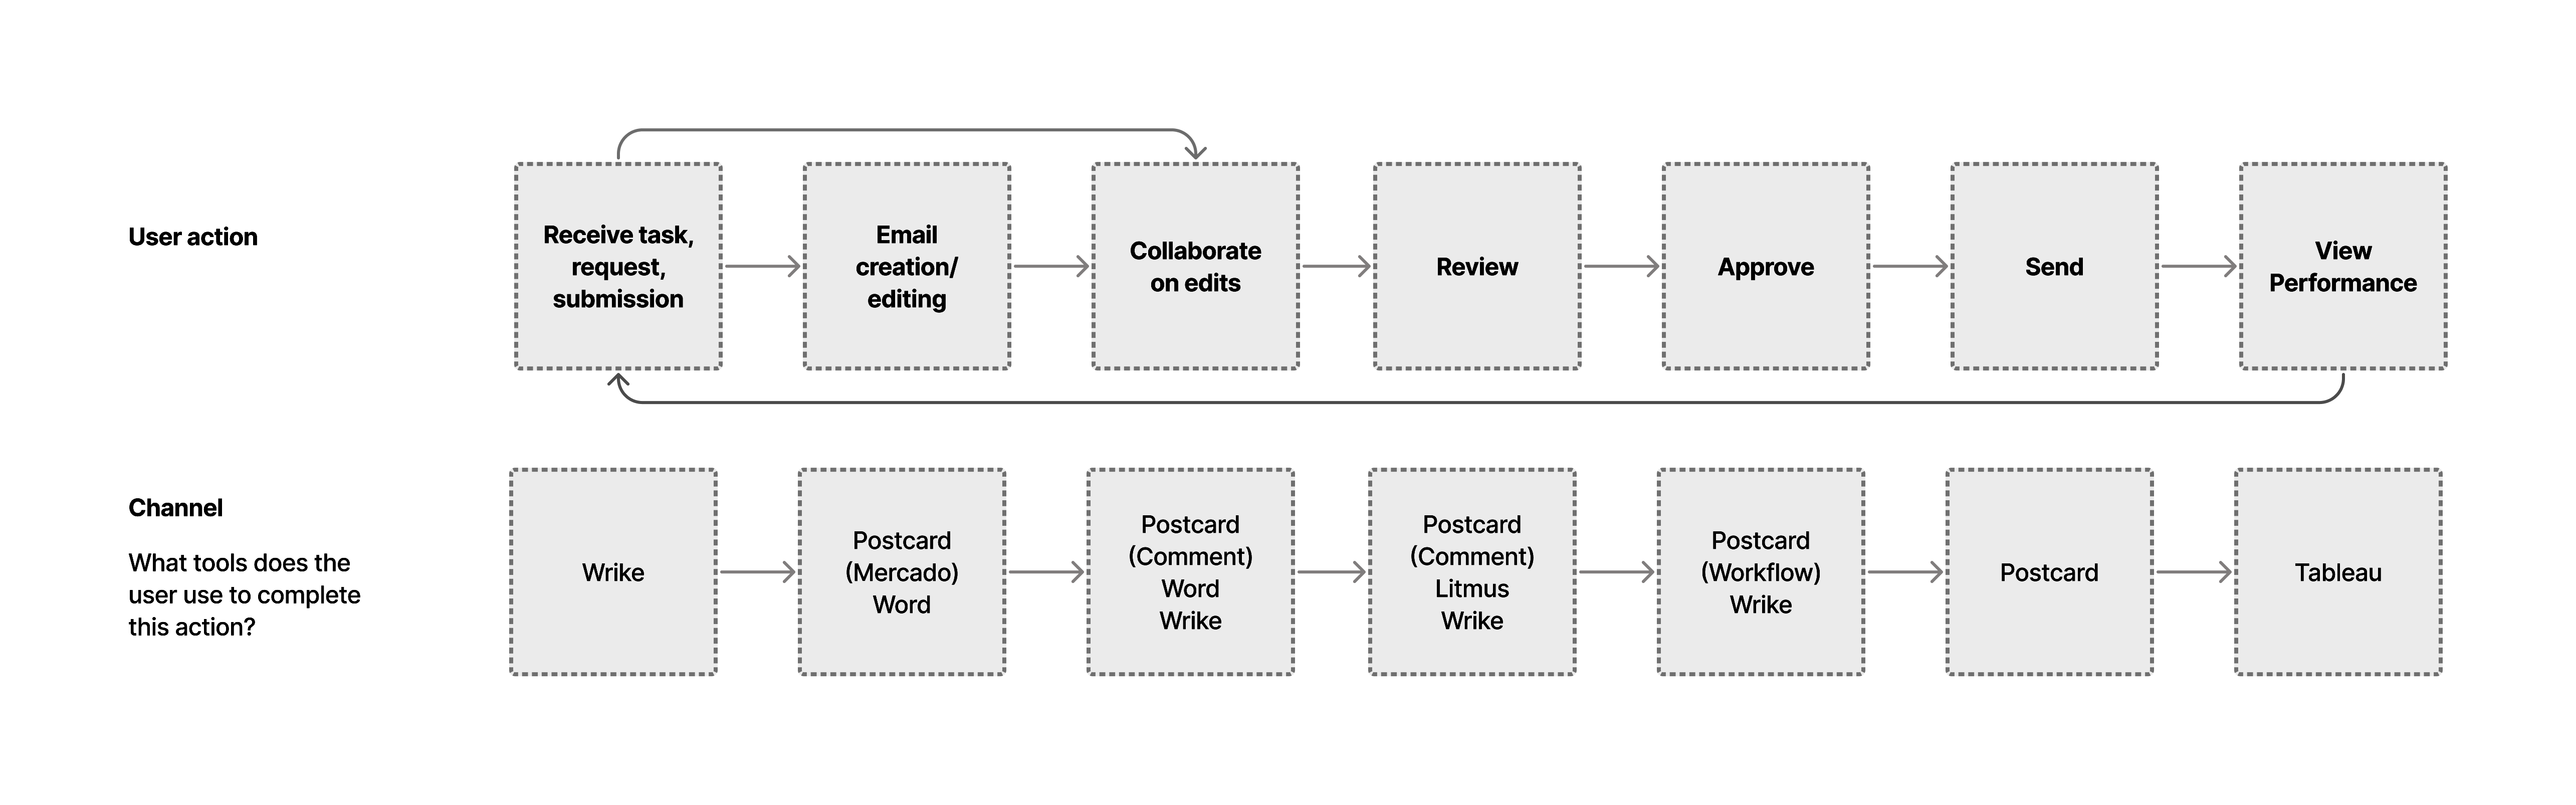 User action
Receive task,
request,
submission
Email
creation/
editing
Collaborate
on edits
Review
Approve
Send
View
Performance
Channel
What tools does the
user use to complete
this action?
Wrike
Postcard
(Mercado)
Word
Postcard
(Comment)
Word
Wrike
Postcard
(Comment)
Litmus
Wrike
Postcard
(Workflow)
Wrike
Postcard
Tableau